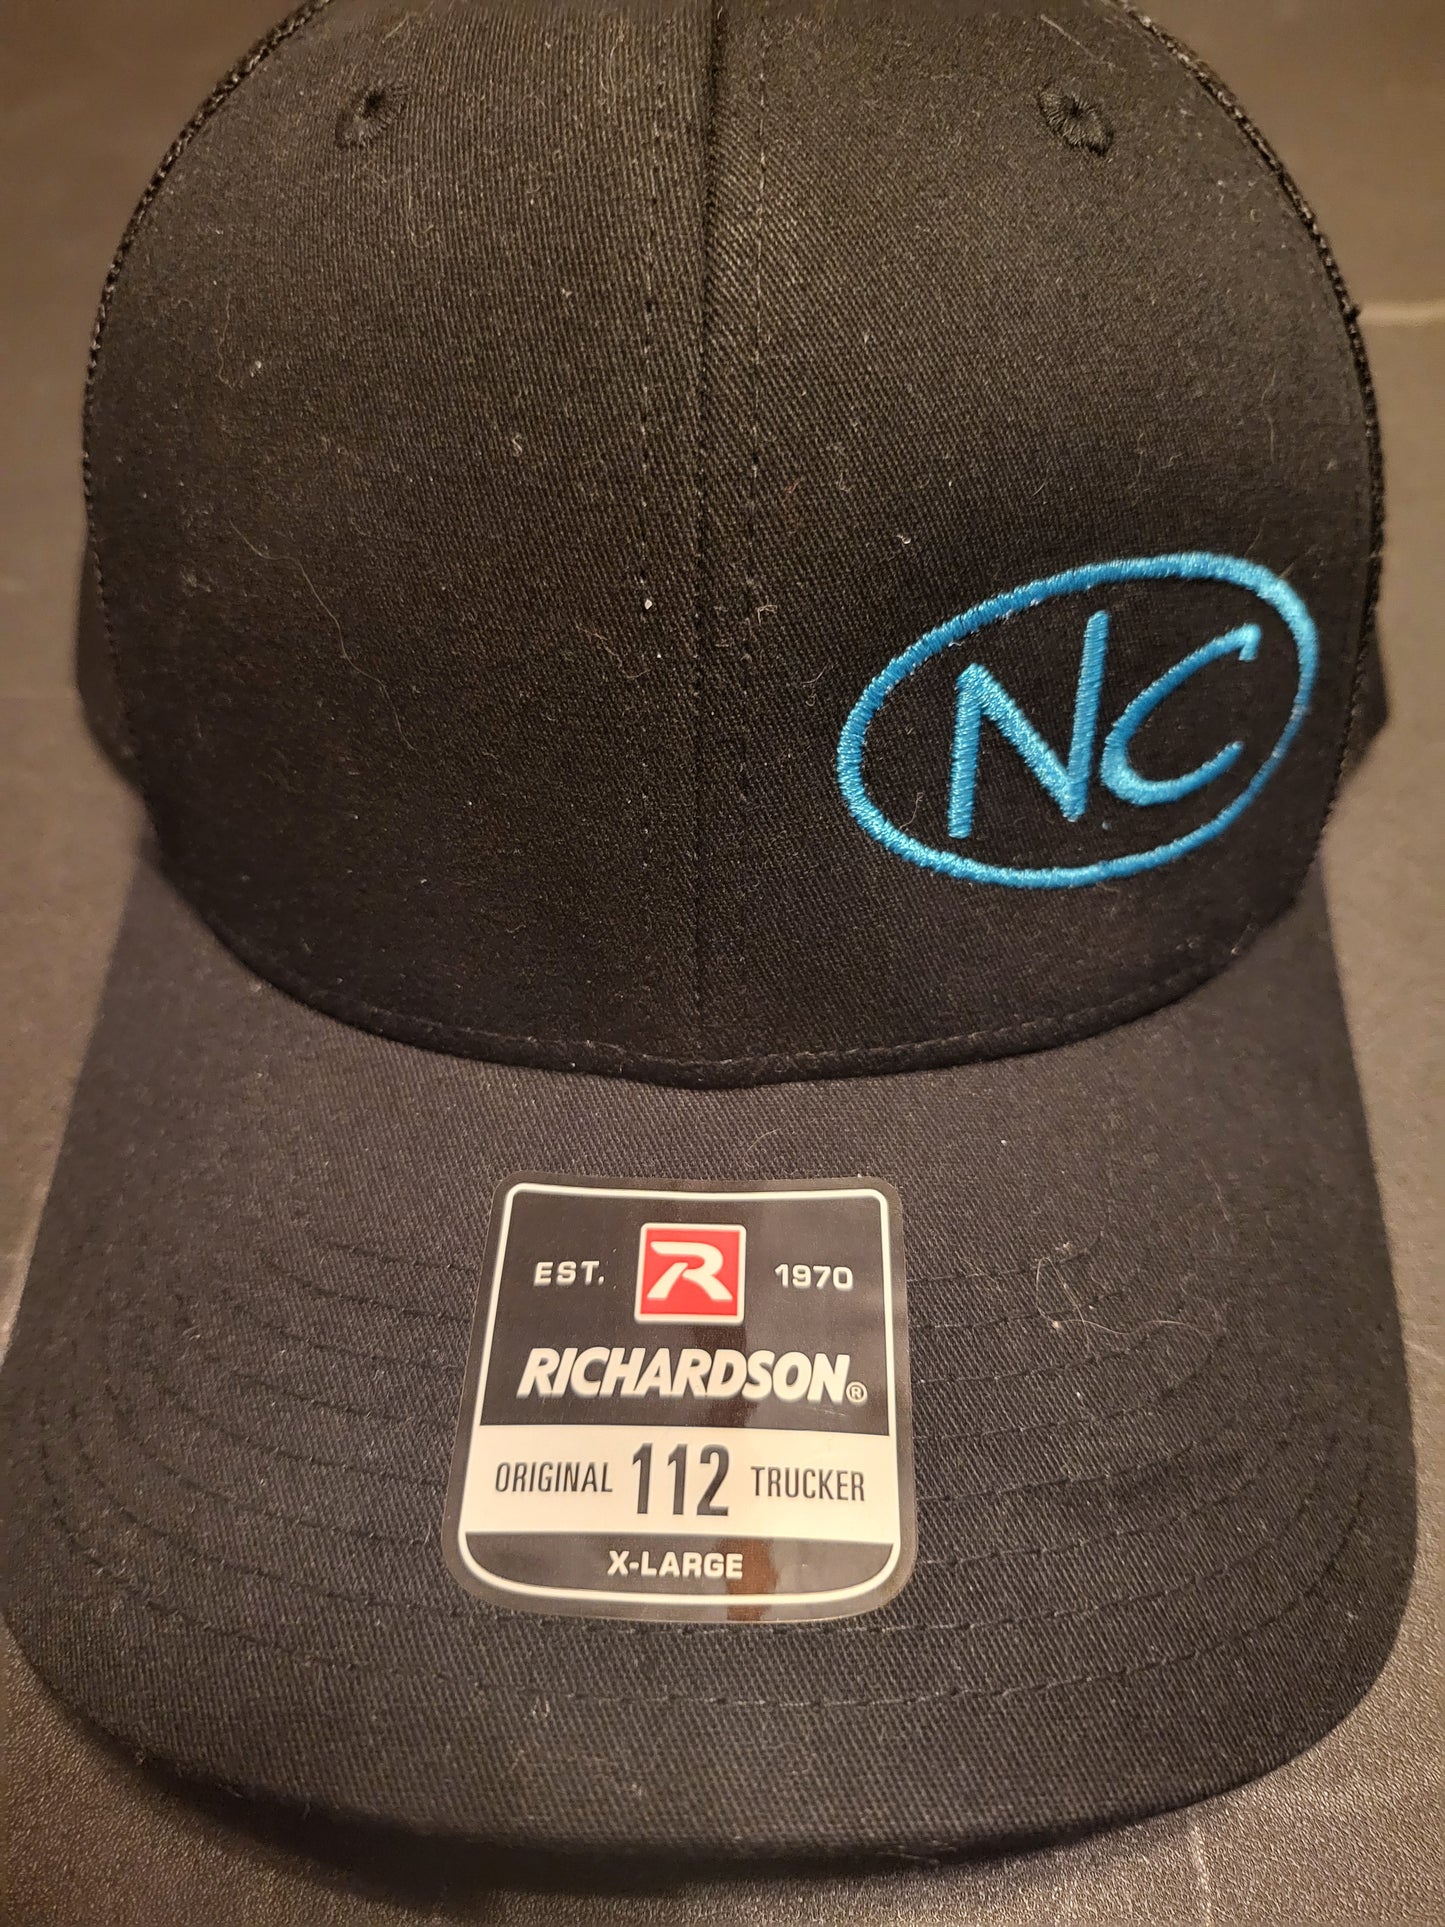 NC
EST. R 1970
RICHARDSON®
ORIGINAL 112 TRUCKER
X-LARGE